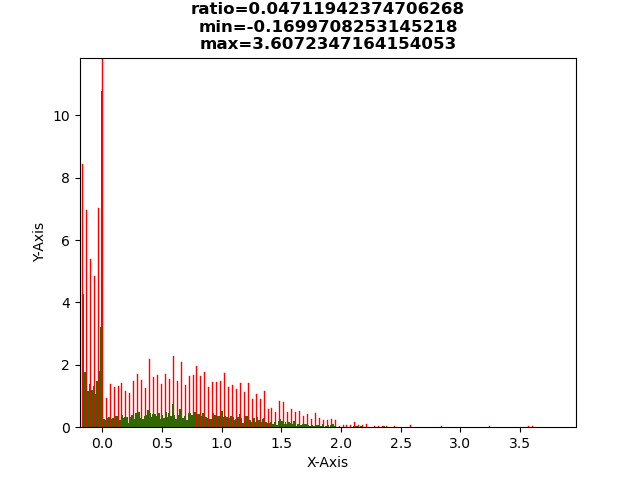 ratio=0.04711942374706268
min=-0.1699708253145218
max=3.6072347164154053
10
8
6
4
2
0
Y-Axis
0.0 0.5 1.0 1.5 2.0 2.5 3.0 3.5
X-Axis